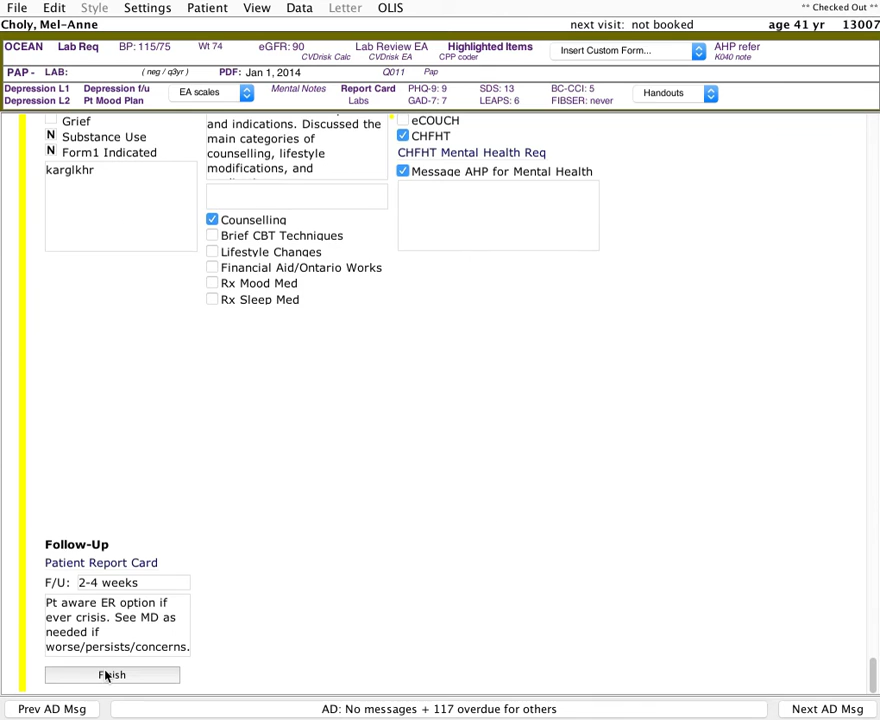 File Edit Style Settings Patient View Data Letter OLIS ** Checked Out **
Choly, Mel-Anne next visit: not booked age 41 yr 13007
OCEAN Lab Req BP: 115/75 Wt 74 eGFR: 90 Lab Review EA Highlighted Items Insert Custom Form... AHP refer
CVDrisk Calc CVDrisk EA CPP coder K040 note
PAP - LAB: ( neg / q3yr ) PDF: Jan 1, 2014 Q011 Pap
Depression L1 Depression f/u EA scales Mental Notes Report Card PHQ-9: 9 SDS: 13 BC-CCI: 5 Handouts
Depression L2 Pt Mood Plan Labs GAD-7: 7 LEAPS: 6 FIBSER: never
Grief
N Substance Use
N Form1 Indicated
karglkhr
and indications. Discussed the
main categories of
counselling, lifestyle
modifications, and
Counselling
Brief CBT Techniques
Lifestyle Changes
Financial Aid/Ontario Works
Rx Mood Med
Rx Sleep Med
eCOUCH
CHFHT
CHFHT Mental Health Req
Message AHP for Mental Health
Follow-Up
Patient Report Card
F/U: 2-4 weeks
Pt aware ER option if
ever crisis. See MD as
needed if
worse/persists/concerns.
Finish
Prev AD Msg AD: No messages + 117 overdue for others Next AD Msg